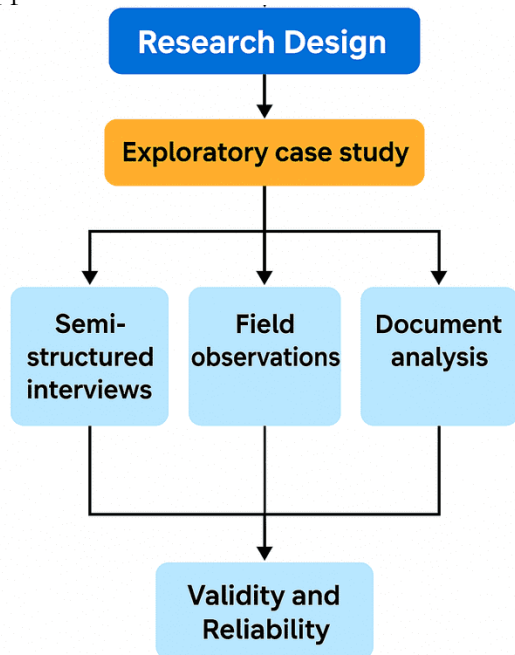 Research Design
Exploratory case study
Semi-
structured
interviews
Field
observations
Document
analysis
Validity and
Reliability